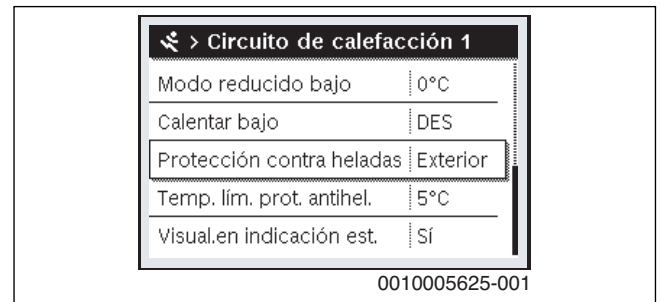 > Circuito de calefacción 1
Modo reducido bajo 0°C
Calentar bajo DES
Protección contra heladas Exterior
Temp. lím. prot. antihel. 5°C
Visual.en indicación est. Sí
0010005625-001